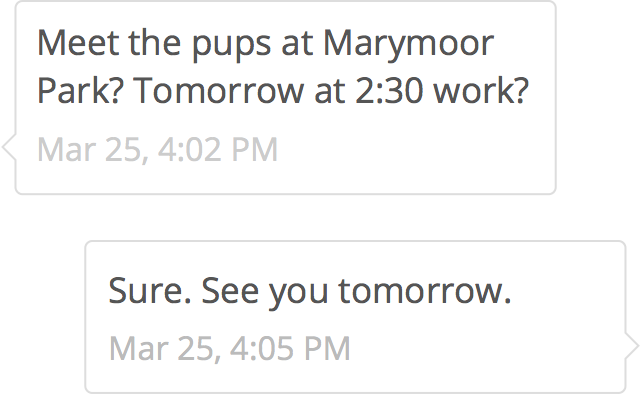 Meet the pups at Marymoor
Park? Tomorrow at 2:30 work?
Mar 25, 4:02 PM
Sure. See you tomorrow.
Mar 25, 4:05 PM